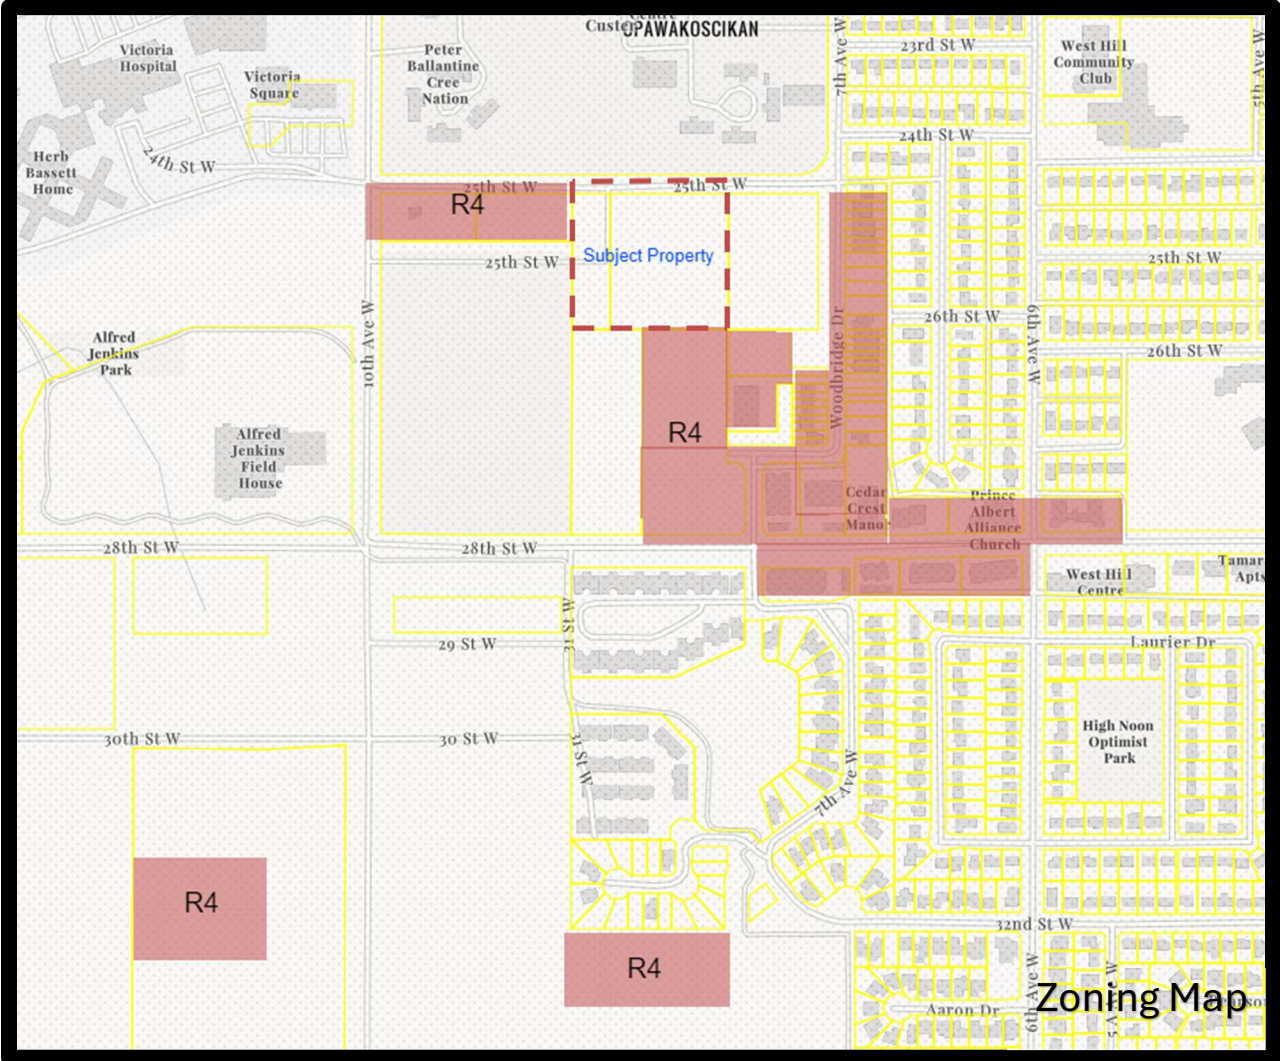 Centre
Custer
OPAWAKOSCIKAN
Victoria
Hospital
Victoria
Square
Peter
Ballantine
Cree
Nation
7th Ave W
23rd St W
West Hill
Community
Club
5th Ave W
24th St W
24th St W
Herb
Bassett
Home
25th St W
R4
25th St W
25th St W
Subject Property
25th St W
26th St W
26th St W
6th Ave W
10th Ave W
Woodbridge Dr
Alfred
Jenkins
Park
R4
Alfred
Jenkins
Field
House
Cedar
Crest
Manor
Prince
Albert
Alliance
Church
28th St W
28th St W
West Hill
Centre
Tamar
Apts
31 St W
29 St W
Laurier Dr
30th St W
30 St W
31 St W
High Noon
Optimist
Park
7th Ave W
R4
32nd St W
R4
6th Ave W
Aaron Dr
Zoning Map